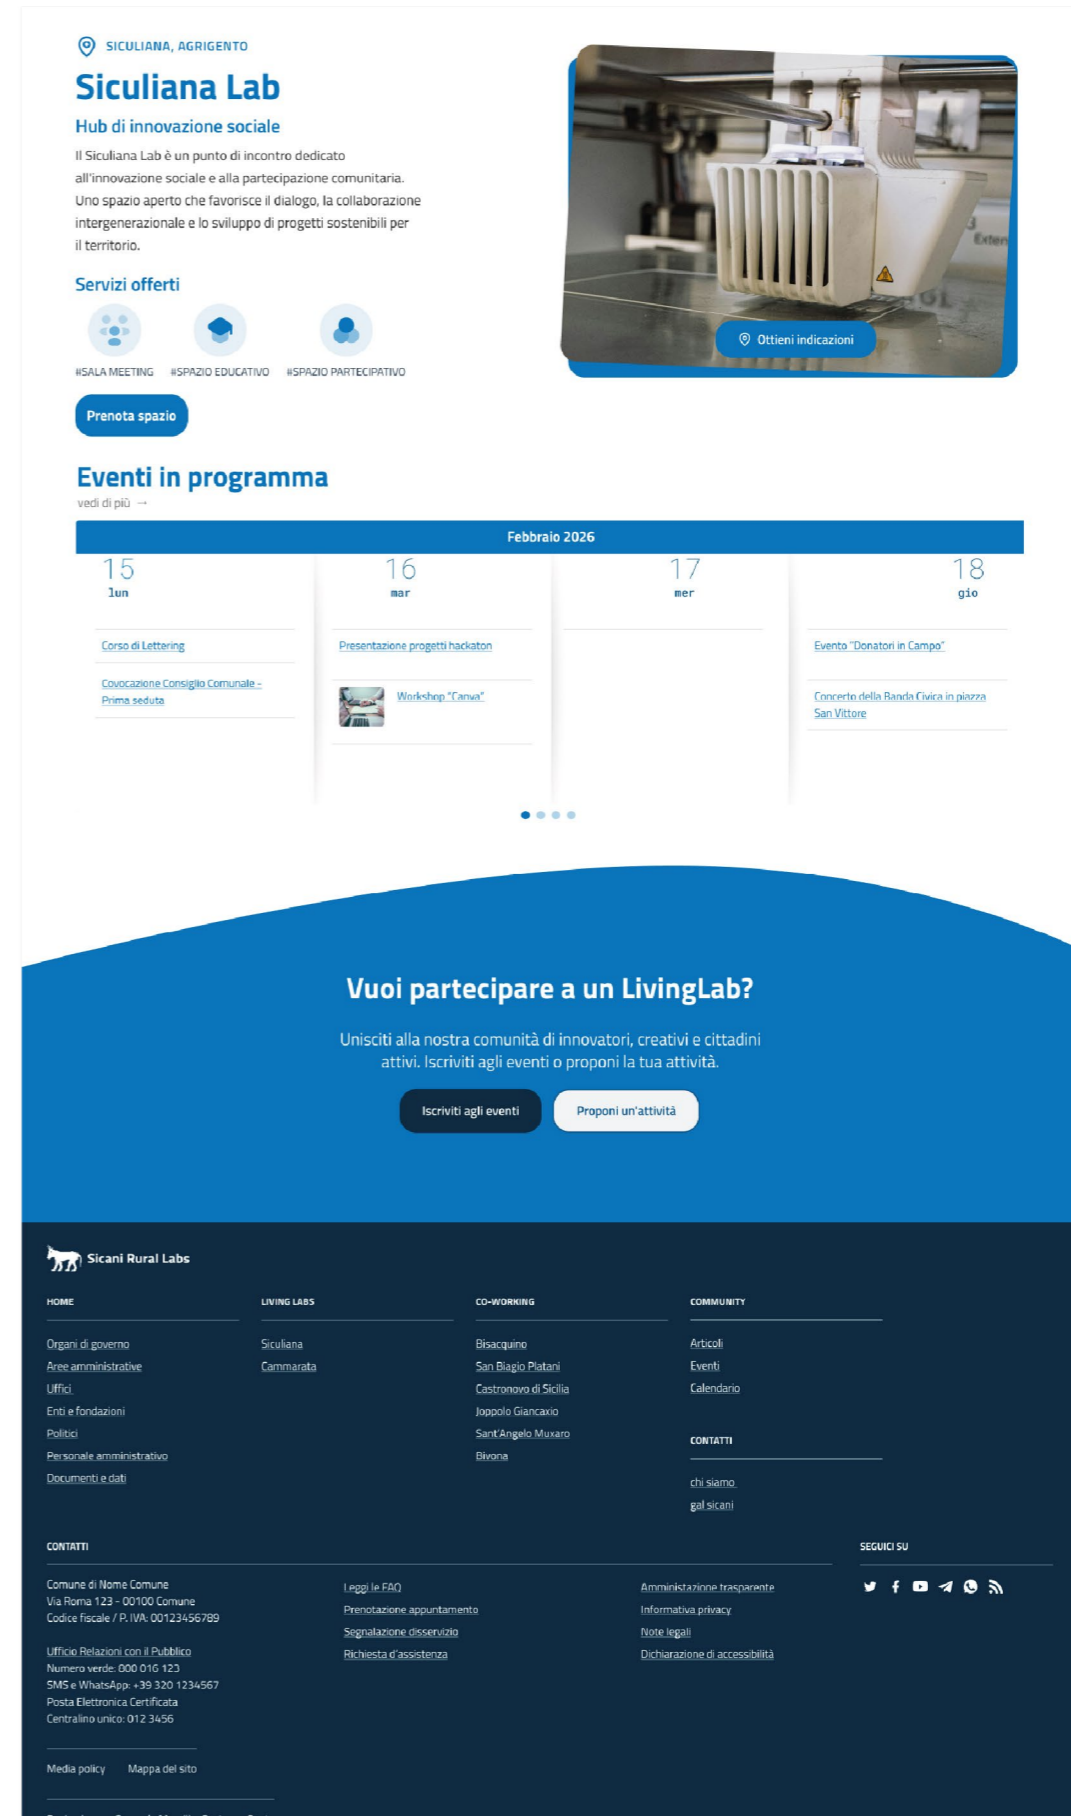 SICULIANA, AGRIGENTO
Siculiana Lab
Hub di innovazione sociale
Il Siculiana Lab è un punto di incontro dedicato
all'innovazione sociale e alla partecipazione comunitaria.
Uno spazio aperto che favorisce il dialogo, la collaborazione
intergenerazionale e lo sviluppo di progetti sostenibili per
il territorio.
Servizi offerti
#SALA MEETING #SPAZIO EDUCATIVO #SPAZIO PARTECIPATIVO
Prenota spazio
1 2
3
Exten
Ottieni indicazioni
Eventi in programma
vedi di più →
Febbraio 2026
15
lun
Corso di Lettering
Covocazione Consiglio Comunale -
Prima seduta
16
mar
Presentazione progetti hackaton
Workshop "Canva"
17
mer
18
gio
Evento "Donatori in Campo"
Concerto della Banda Civica in piazza
San Vittore
Vuoi partecipare a un LivingLab?
Unisciti alla nostra comunità di innovatori, creativi e cittadini
attivi. Iscriviti agli eventi o proponi la tua attività.
Iscriviti agli eventi
Proponi un'attività
Sicani Rural Labs
HOME
Organi di governo
Aree amministrative
Uffici
Enti e fondazioni
Politici
Personale amministrativo
Documenti e dati
LIVING LABS
Siculiana
Cammarata
CO-WORKING
Bisacquino
San Biagio Platani
Castronovo di Sicilia
Joppolo Giancaxio
Sant'Angelo Muxaro
Bivona
COMMUNITY
Articoli
Eventi
Calendario
CONTATTI
chi siamo
gal sicani
CONTATTI
Comune di Nome Comune
Via Roma 123 - 00100 Comune
Codice fiscale / P. IVA: 00123456789
Ufficio Relazioni con il Pubblico
Numero verde: 800 016 123
SMS e WhatsApp: +39 320 1234567
Posta Elettronica Certificata
Centralino unico: 012 3456
Leggi le FAQ
Prenotazione appuntamento
Segnalazione disservizio
Richiesta d'assistenza
Amministrazione trasparente
Informativa privacy
Note legali
Dichiarazione di accessibilità
SEGUICI SU
Media policy Mappa del sito